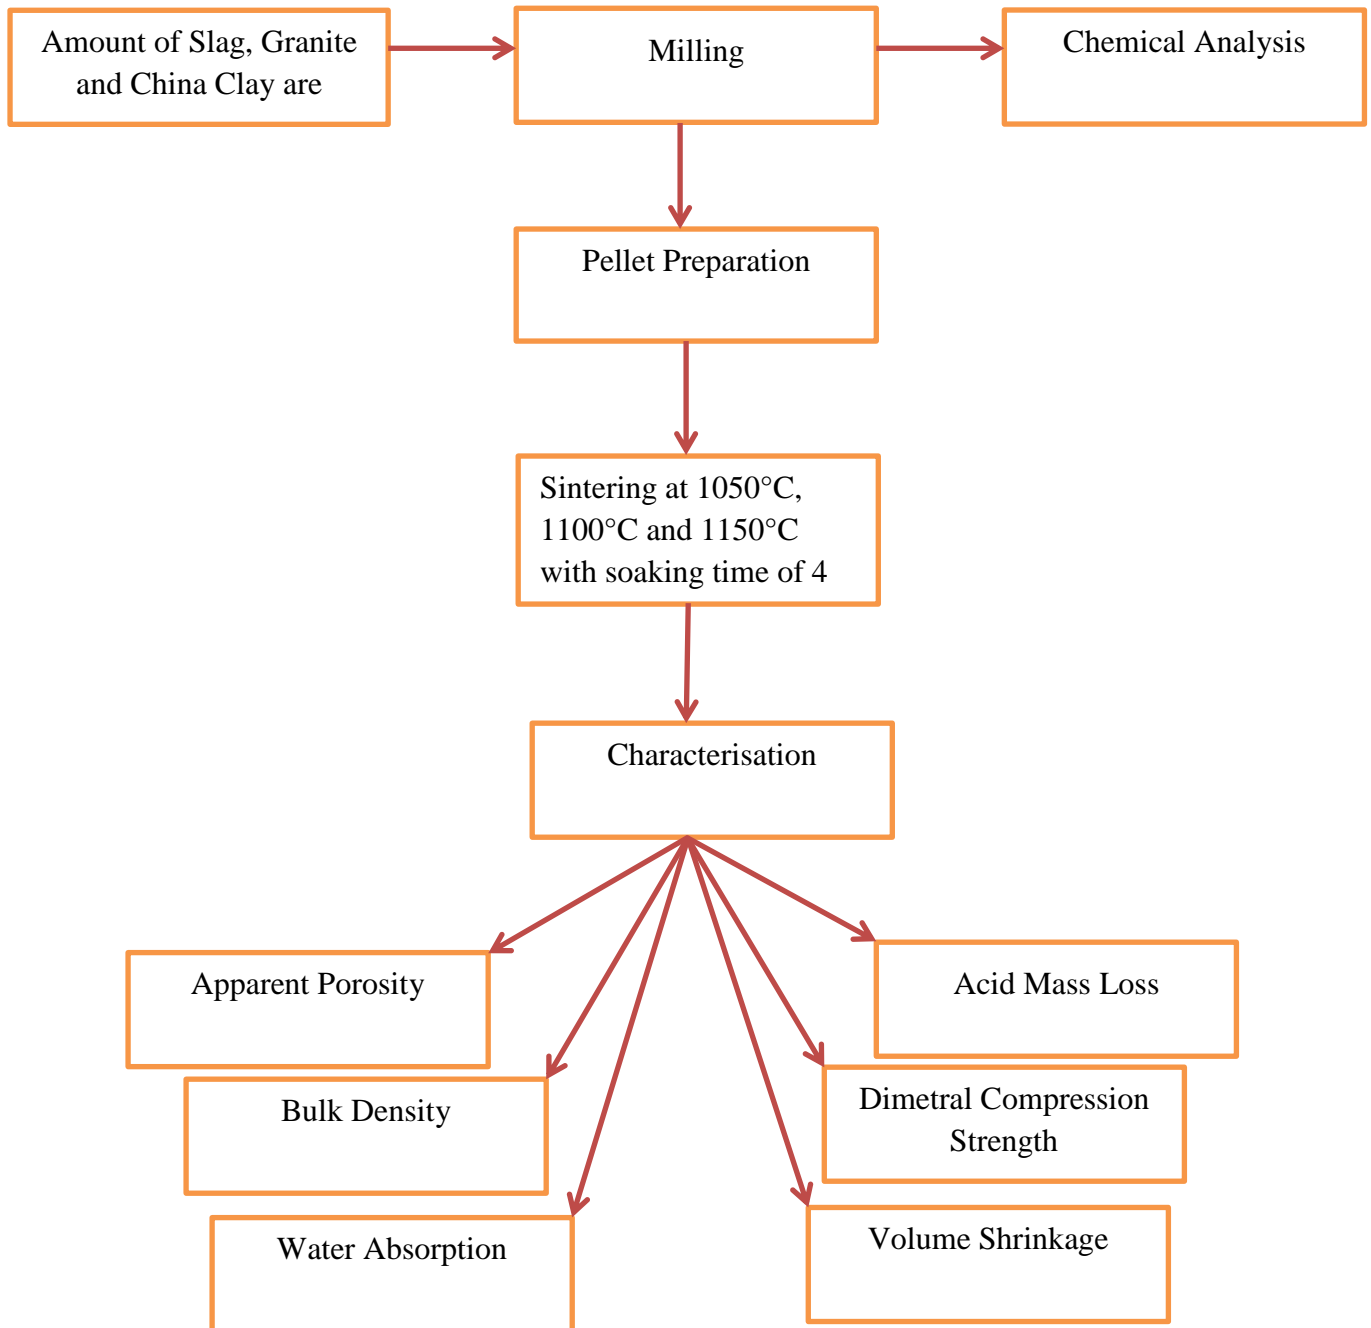 Amount of Slag, Granite
and China Clay are
Milling
Chemical Analysis
Pellet Preparation
Sintering at 1050°C,
1100°C and 1150°C
with soaking time of 4
Characterisation
Apparent Porosity
Acid Mass Loss
Bulk Density
Dimetral Compression
Strength
Water Absorption
Volume Shrinkage